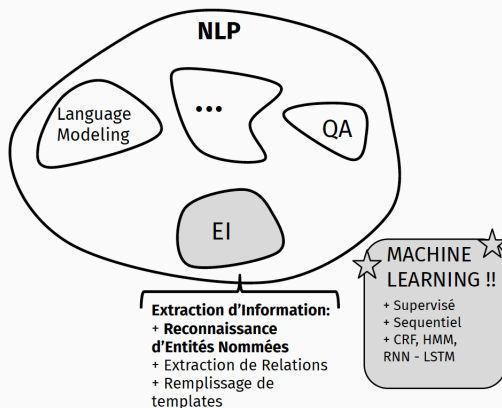 NLP
Language
Modeling
...
QA
EI
Extraction d'Information:
+ Reconnaissance
d'Entités Nommées
+ Extraction de Relations
+ Remplissage de
templates
MACHINE
LEARNING !!
+ Supervisé
+ Sequentiel
+ CRF, HMM,
RNN - LSTM